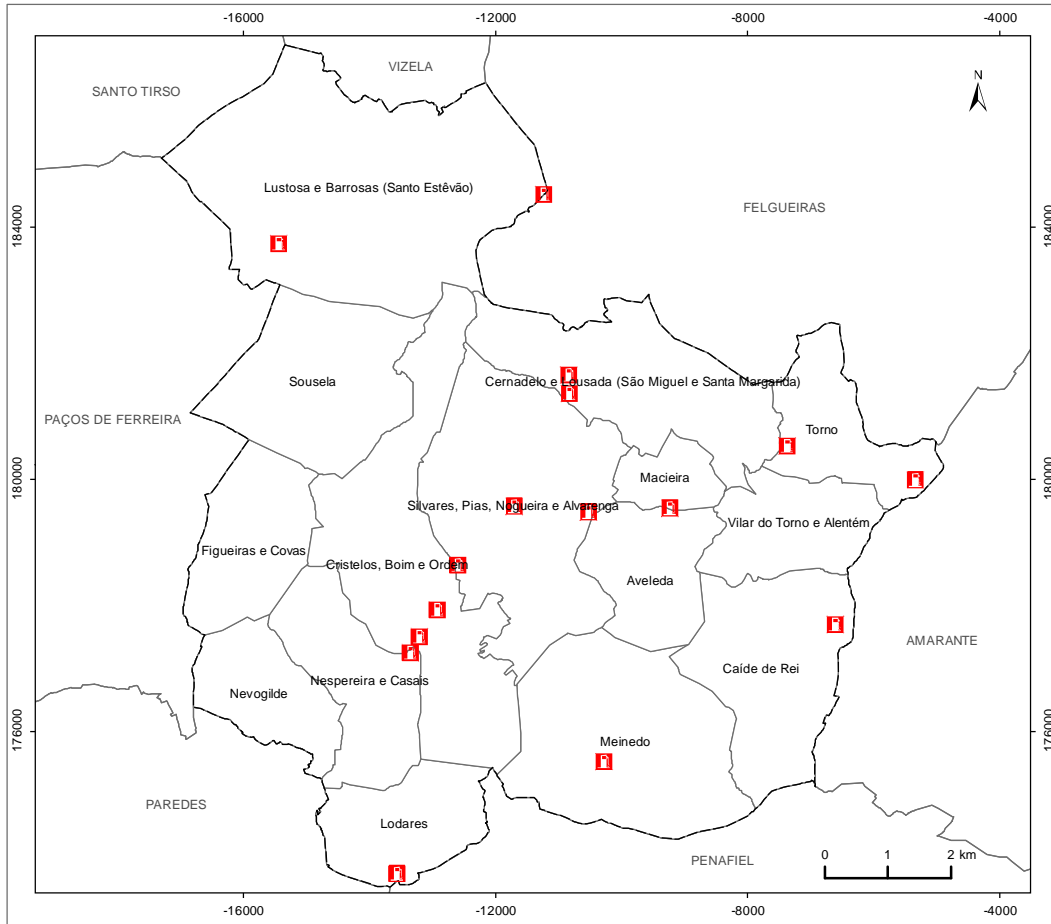 -16000
-12000
-8000
-4000
VIZELA
SANTO TIRSO
N
Lustosa e Barrosas (Santo Estêvão)
FELGUEIRAS
184000
184000
Sousela
Cernadelo e Lousada (São Miguel e Santa Margarida)
PAÇOS DE FERREIRA
Torno
Macieira
180000
180000
Silvares, Pias, Nogueira e Alvarenga
Vilar do Torno e Alentém
Figueiras e Covas
Cristelos, Boim e Ordem
Aveleda
AMARANTE
Caíde de Rei
Nespereira e Casais
Nevogilde
176000
176000
Meinedo
PAREDES
Lodares
PENAFIEL
0 1 2 km
-16000
-12000
-8000
-4000